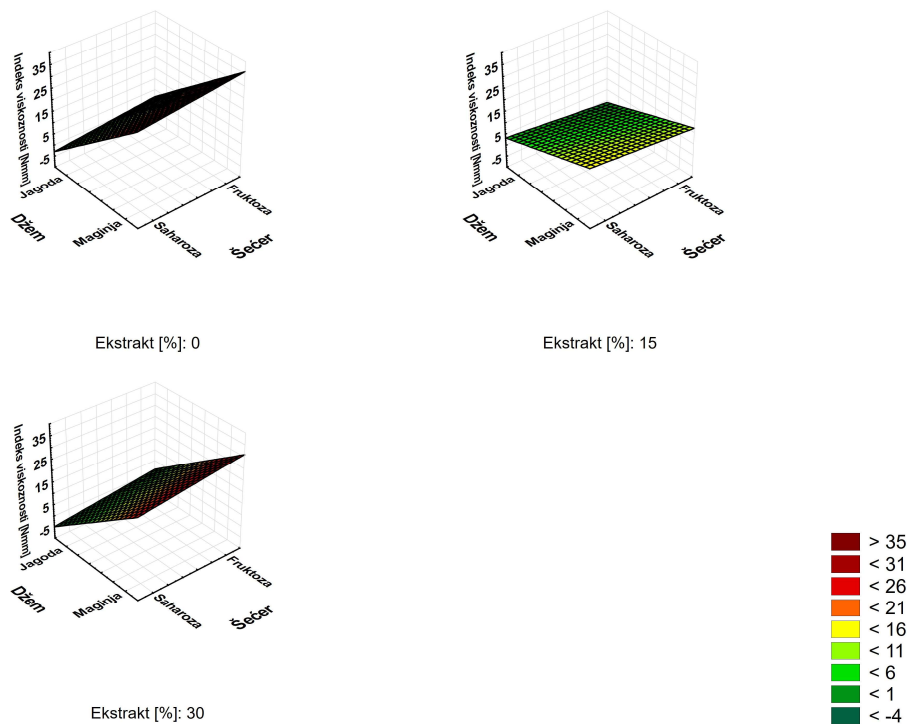 Indeks viskoznosti [Nmm]
35
25
15
5
-5
Jagoda
Maginja
Džem
Saharoza
Fruktoza
Šećer
Ekstrakt [%]: 0
Indeks viskoznosti [Nmm]
35
25
15
5
-5
Jagoda
Maginja
Džem
Saharoza
Fruktoza
Šećer
Ekstrakt [%]: 15
Indeks viskoznosti [Nmm]
35
25
15
5
-5
Jagoda
Maginja
Džem
Saharoza
Fruktoza
Šećer
Ekstrakt [%]: 30
> 35
< 31
< 26
< 21
< 16
< 11
< 6
< 1
< -4